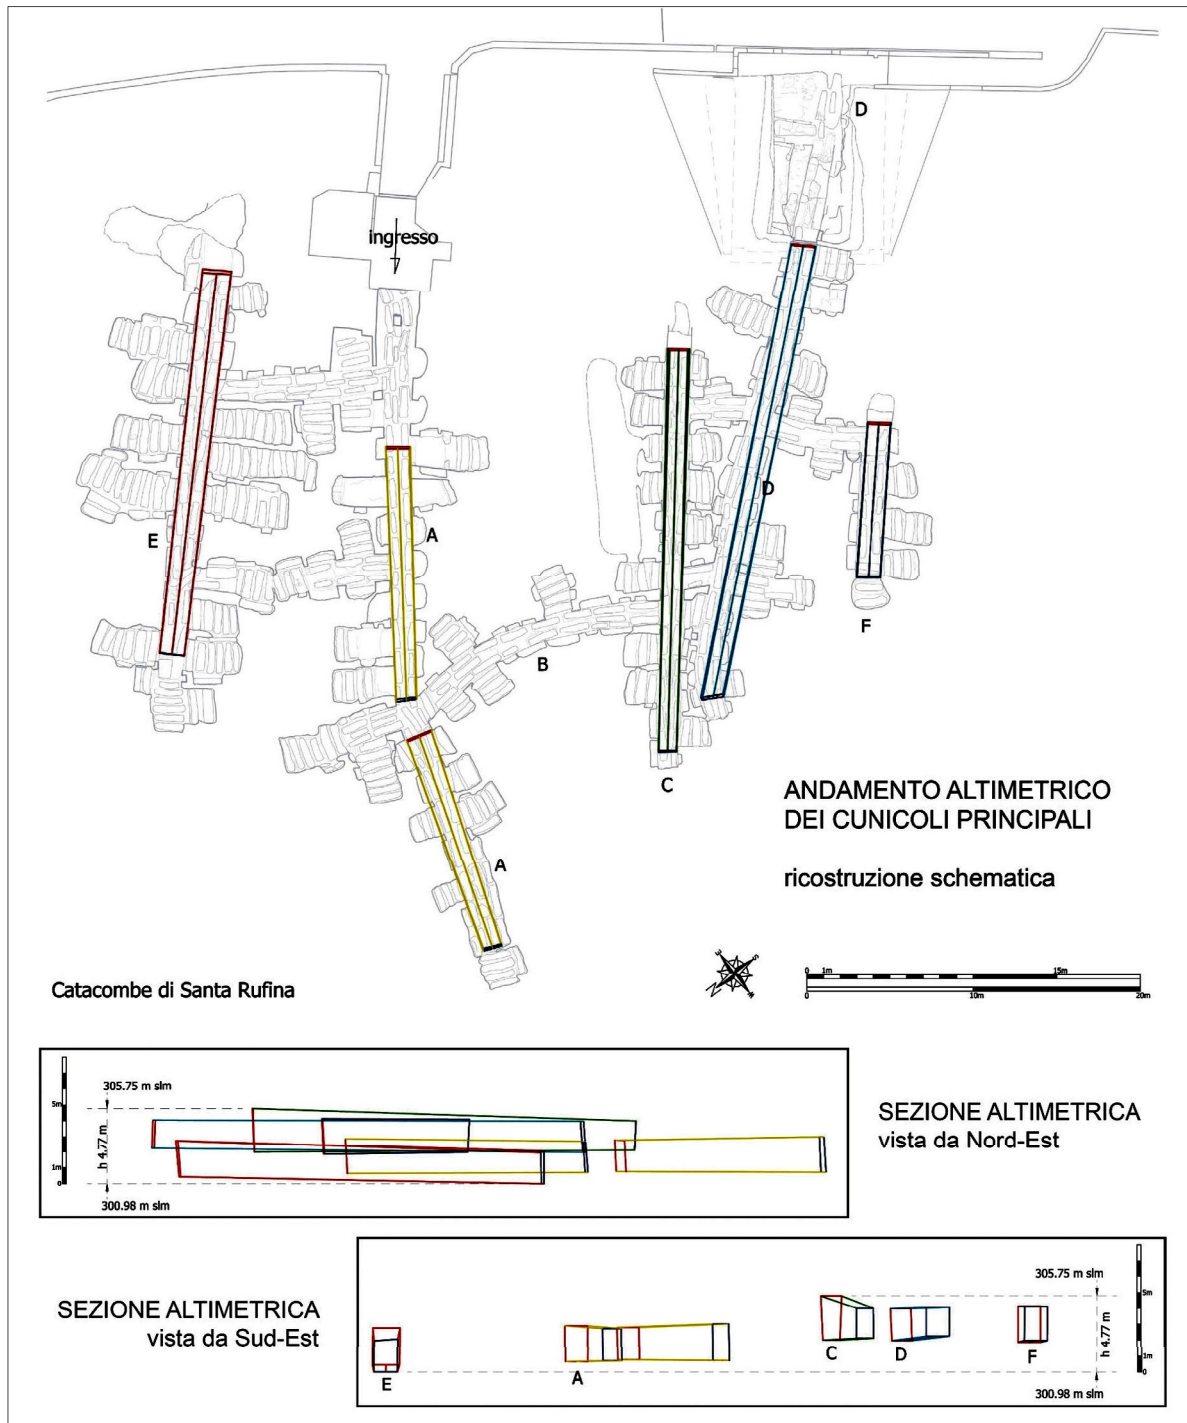 D
ingresso
E
A
D
F
B
C
A
ANDAMENTO ALTIMETRICO
DEI CUNICOLI PRINCIPALI
ricostruzione schematica
Catacombe di Santa Rufina
N
0 1m 15m
0 10m 20m
305.75 m slm
5m
h 4.77 m
1m
0
300.98 m slm
SEZIONE ALTIMETRICA
vista da Nord-Est
SEZIONE ALTIMETRICA
vista da Sud-Est
E
A
C
D
F
305.75 m slm
5m
h 4.77 m
1m
0
300.98 m slm